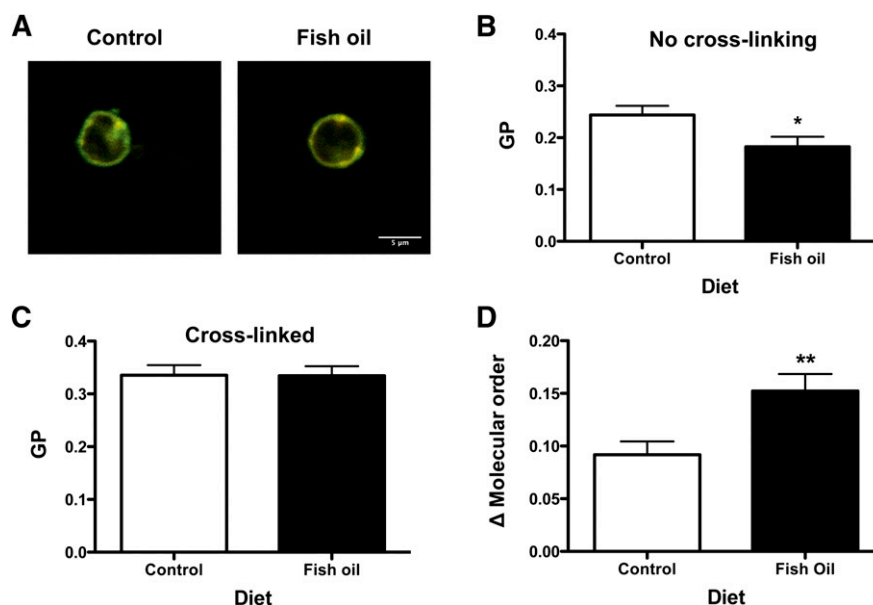 A
Control
Fish oil
5 µm
B
No cross-linking
GP
0.4
0.3
0.2
0.1
0.0
*
Control
Fish oil
Diet
C
Cross-linked
GP
0.4
0.3
0.2
0.1
0.0
Control
Fish oil
Diet
D
Δ Molecular order
0.20
0.15
0.10
0.05
0.00
**
Control
Fish Oil
Diet